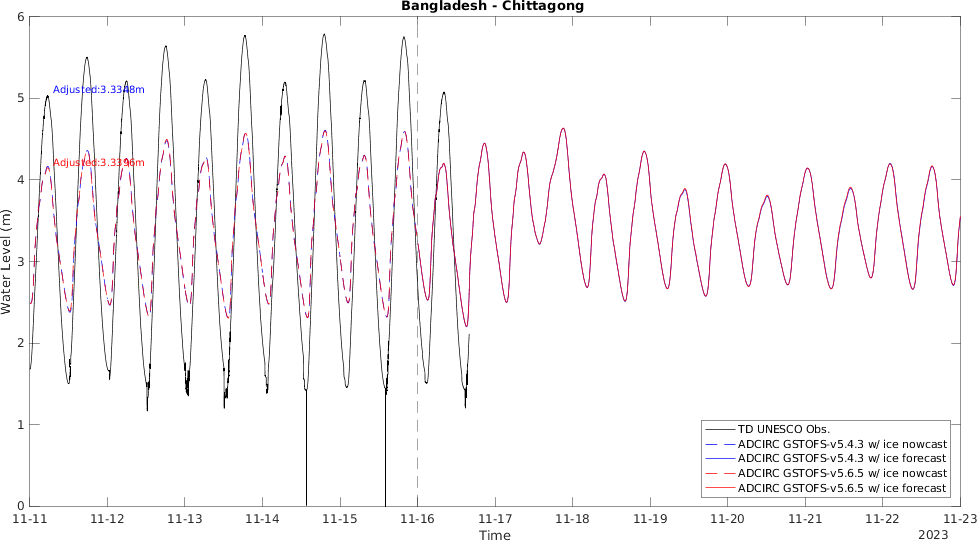 Bangladesh - Chittagong
Water Level (m)
6
5
4
3
2
1
0
Adjusted:3.3348m
Adjusted:3.3396m
TD UNESCO Obs.
ADCIRC GSTOFS-v5.4.3 w/ ice nowcast
ADCIRC GSTOFS-v5.4.3 w/ ice forecast
ADCIRC GSTOFS-v5.6.5 w/ ice nowcast
ADCIRC GSTOFS-v5.6.5 w/ ice forecast
11-11 11-12 11-13 11-14 11-15 11-16 11-17 11-18 11-19 11-20 11-21 11-22 11-23
Time
2023